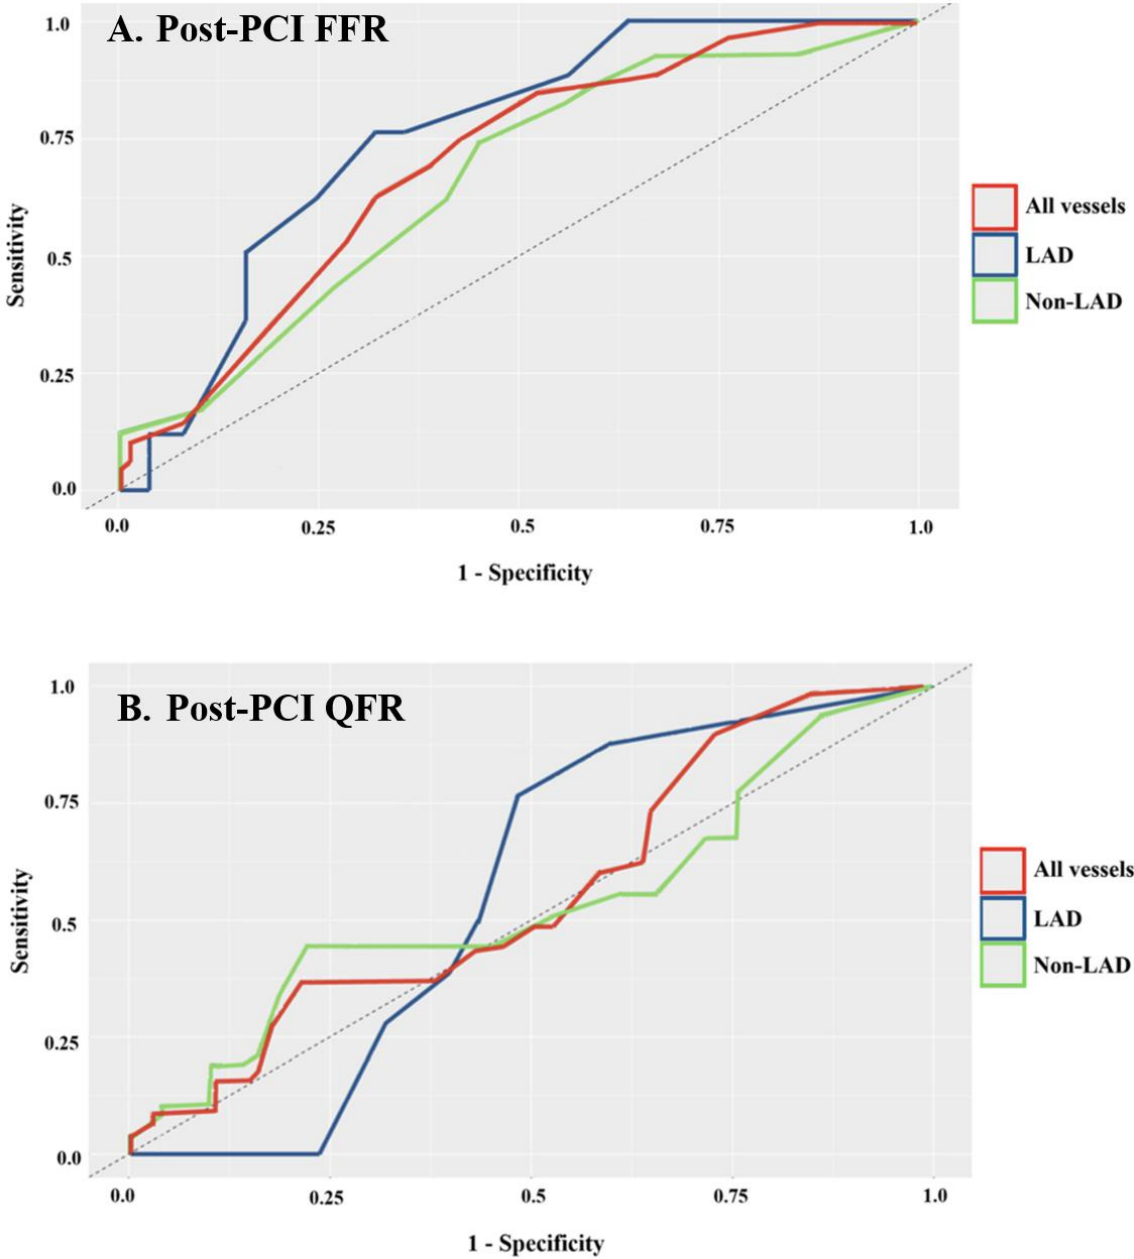 A. Post-PCI FFR
1.0
0.75
0.5
0.25
0.0
Sensitivity
0.0 0.25 0.5 0.75 1.0
1 - Specificity
All vessels
LAD
Non-LAD
B. Post-PCI QFR
1.0
0.75
0.5
0.25
0.0
Sensitivity
0.0 0.25 0.5 0.75 1.0
1 - Specificity
All vessels
LAD
Non-LAD